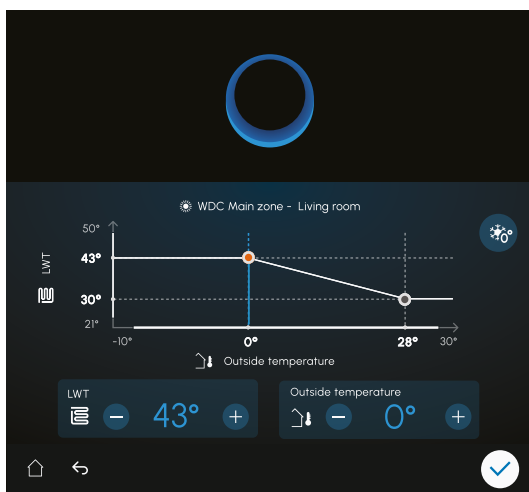 WDC Main zone - Living room
50°
0°
43°
LWT
30°
21°
-10°
0°
28°
30°
Outside temperature
LWT
Outside temperature
− 43° +
− 0° +